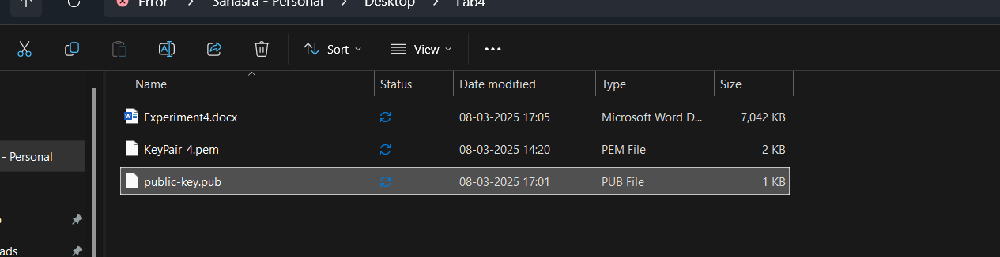 Error > Sahasra - Personal > Desktop > Lab4
Sort View
Name Status Date modified Type Size
Experiment4.docx 08-03-2025 17:05 Microsoft Word D... 7,042 KB
KeyPair_4.pem 08-03-2025 14:20 PEM File 2 KB
- Personal
public-key.pub 08-03-2025 17:01 PUB File 1 KB
ads